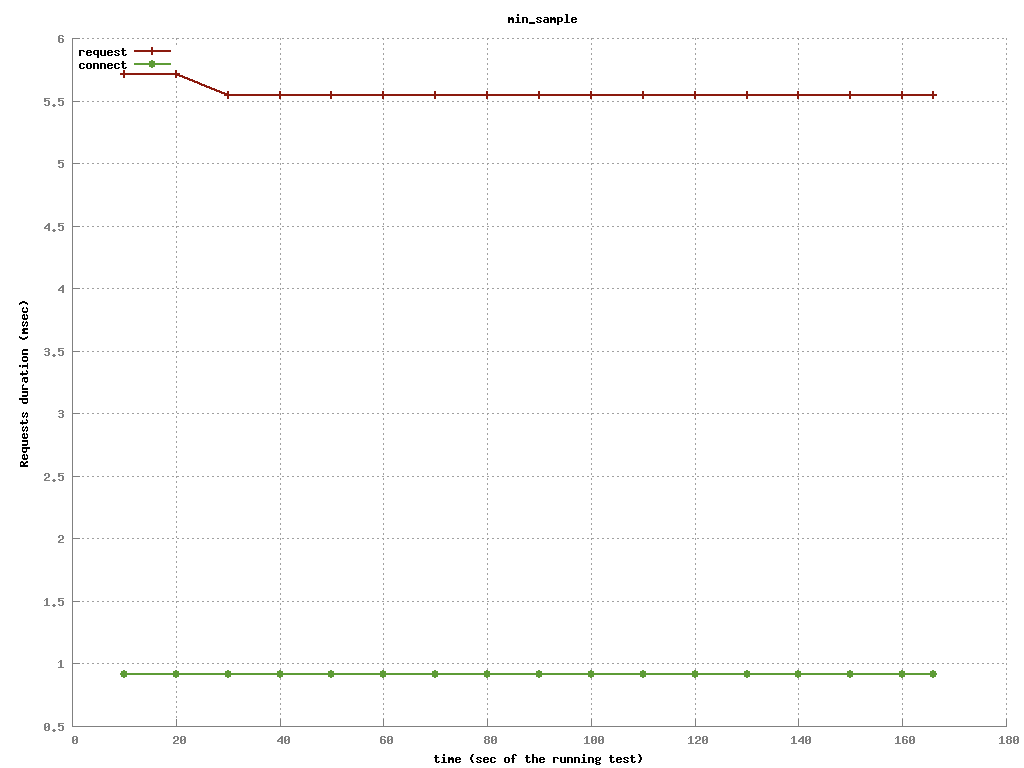 min_sample
request
connect
6
5.5
5
4.5
4
3.5
3
2.5
2
1.5
1
0.5
Requests duration (msec)
0 20 40 60 80 100 120 140 160 180
time (sec of the running test)